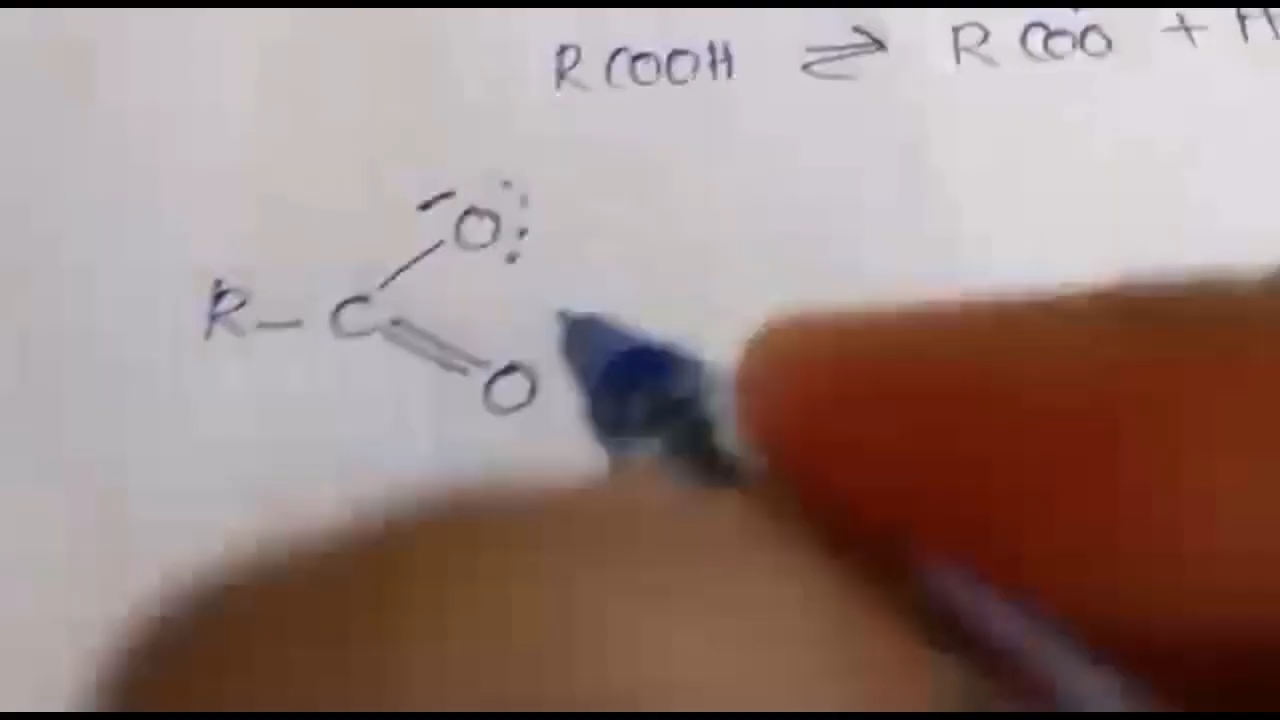 RCOOH ⇌ RCOO⁻ + H
⁻O::
R–C
O